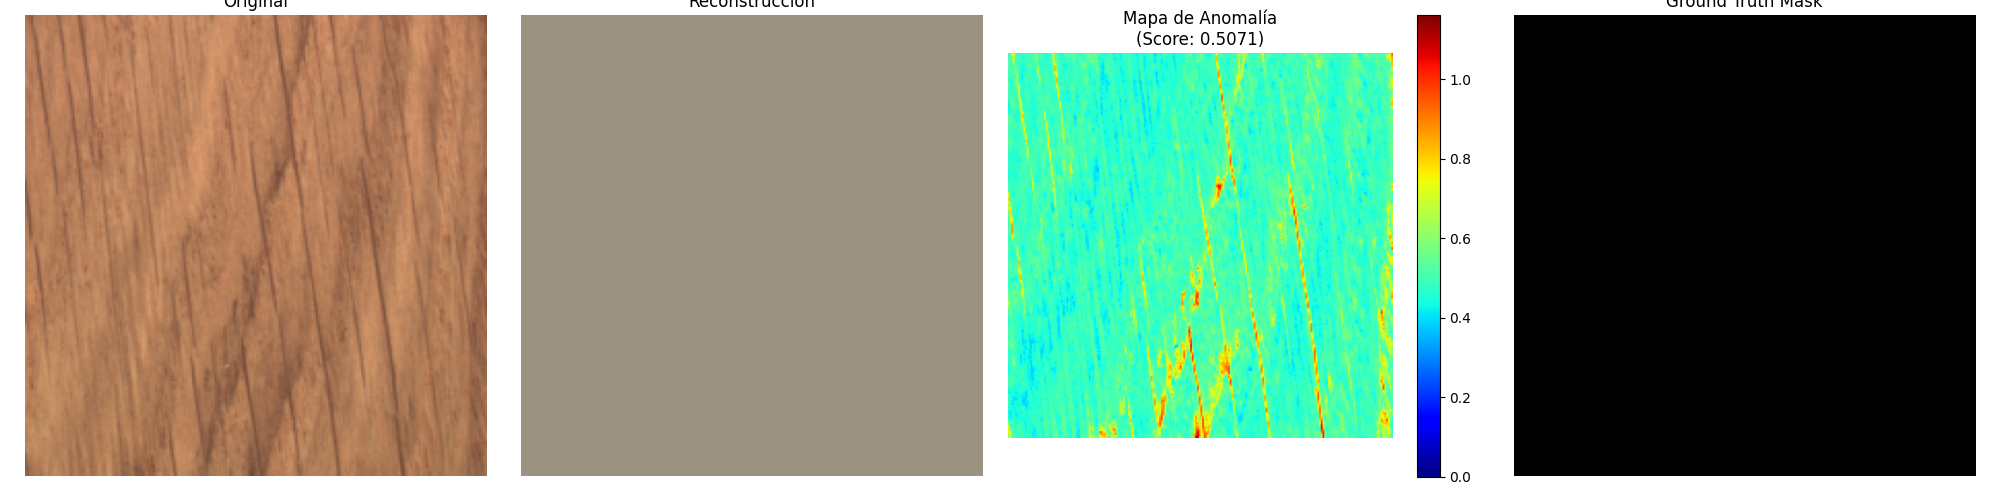 Original
Reconstrucción
Mapa de Anomalía
(Score: 0.5071)
Ground Truth Mask
1.0
0.8
0.6
0.4
0.2
0.0